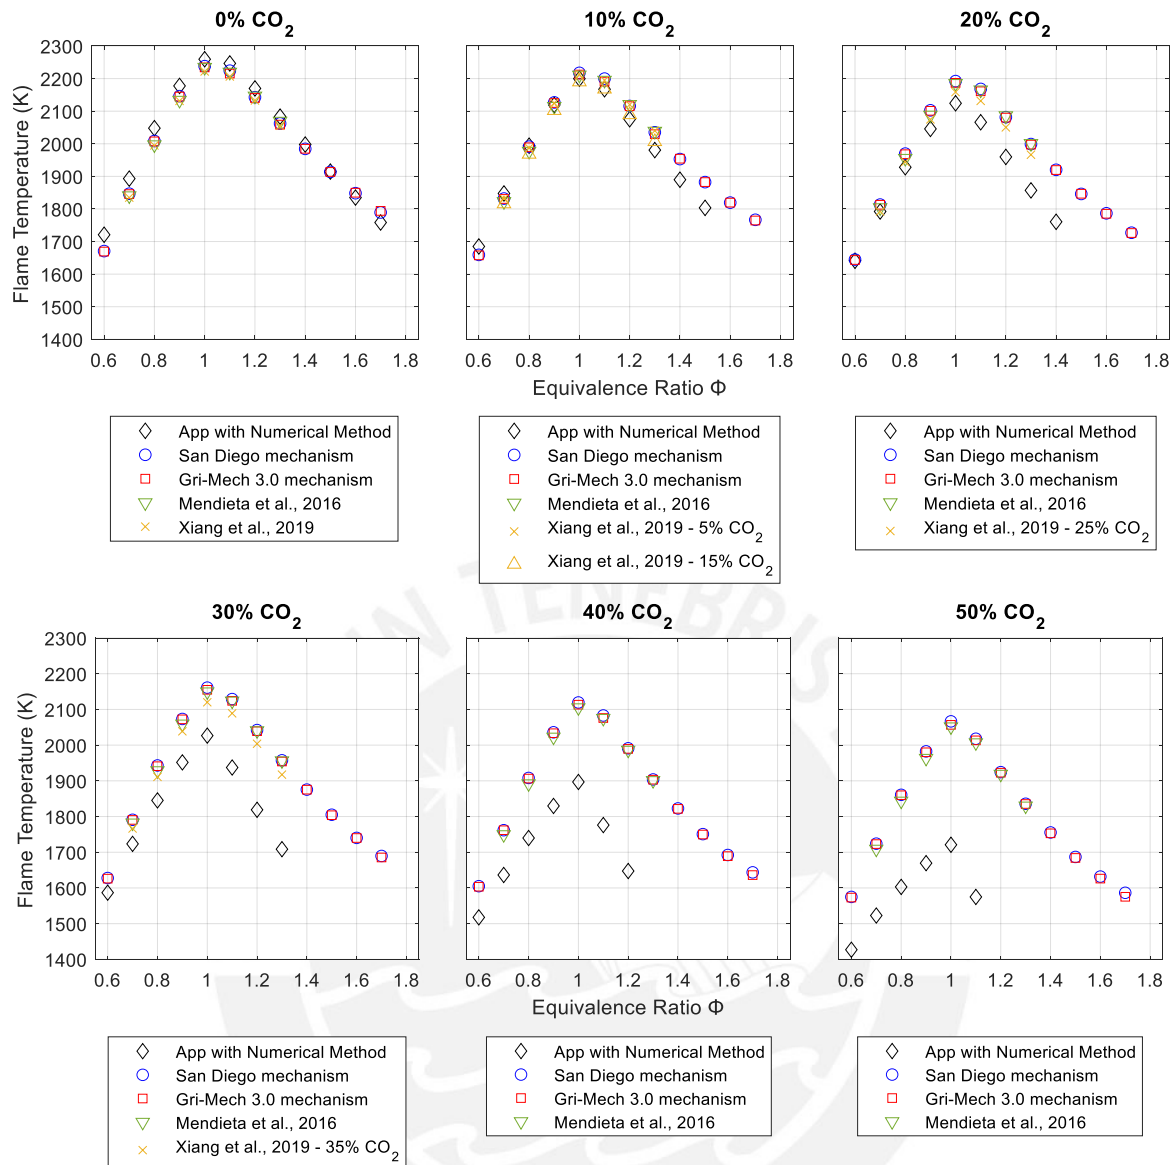 0% CO2
10% CO2
20% CO2
Flame Temperature (K)
2300
2200
2100
2000
1900
1800
1700
1600
1500
1400
0.6 0.8 1 1.2 1.4 1.6 1.8
0.6 0.8 1 1.2 1.4 1.6 1.8
0.6 0.8 1 1.2 1.4 1.6 1.8
Equivalence Ratio Φ
App with Numerical Method
San Diego mechanism
Gri-Mech 3.0 mechanism
Mendieta et al., 2016
Xiang et al., 2019
App with Numerical Method
San Diego mechanism
Gri-Mech 3.0 mechanism
Mendieta et al., 2016
Xiang et al., 2019 - 5% CO2
Xiang et al., 2019 - 15% CO2
App with Numerical Method
San Diego mechanism
Gri-Mech 3.0 mechanism
Mendieta et al., 2016
Xiang et al., 2019 - 25% CO2
IN TENEBRIS
30% CO2
40% CO2
50% CO2
Flame Temperature (K)
2300
2200
2100
2000
1900
1800
1700
1600
1500
1400
0.6 0.8 1 1.2 1.4 1.6 1.8
0.6 0.8 1 1.2 1.4 1.6 1.8
0.6 0.8 1 1.2 1.4 1.6 1.8
Equivalence Ratio Φ
App with Numerical Method
San Diego mechanism
Gri-Mech 3.0 mechanism
Mendieta et al., 2016
Xiang et al., 2019 - 35% CO2
App with Numerical Method
San Diego mechanism
Gri-Mech 3.0 mechanism
Mendieta et al., 2016
App with Numerical Method
San Diego mechanism
Gri-Mech 3.0 mechanism
Mendieta et al., 2016